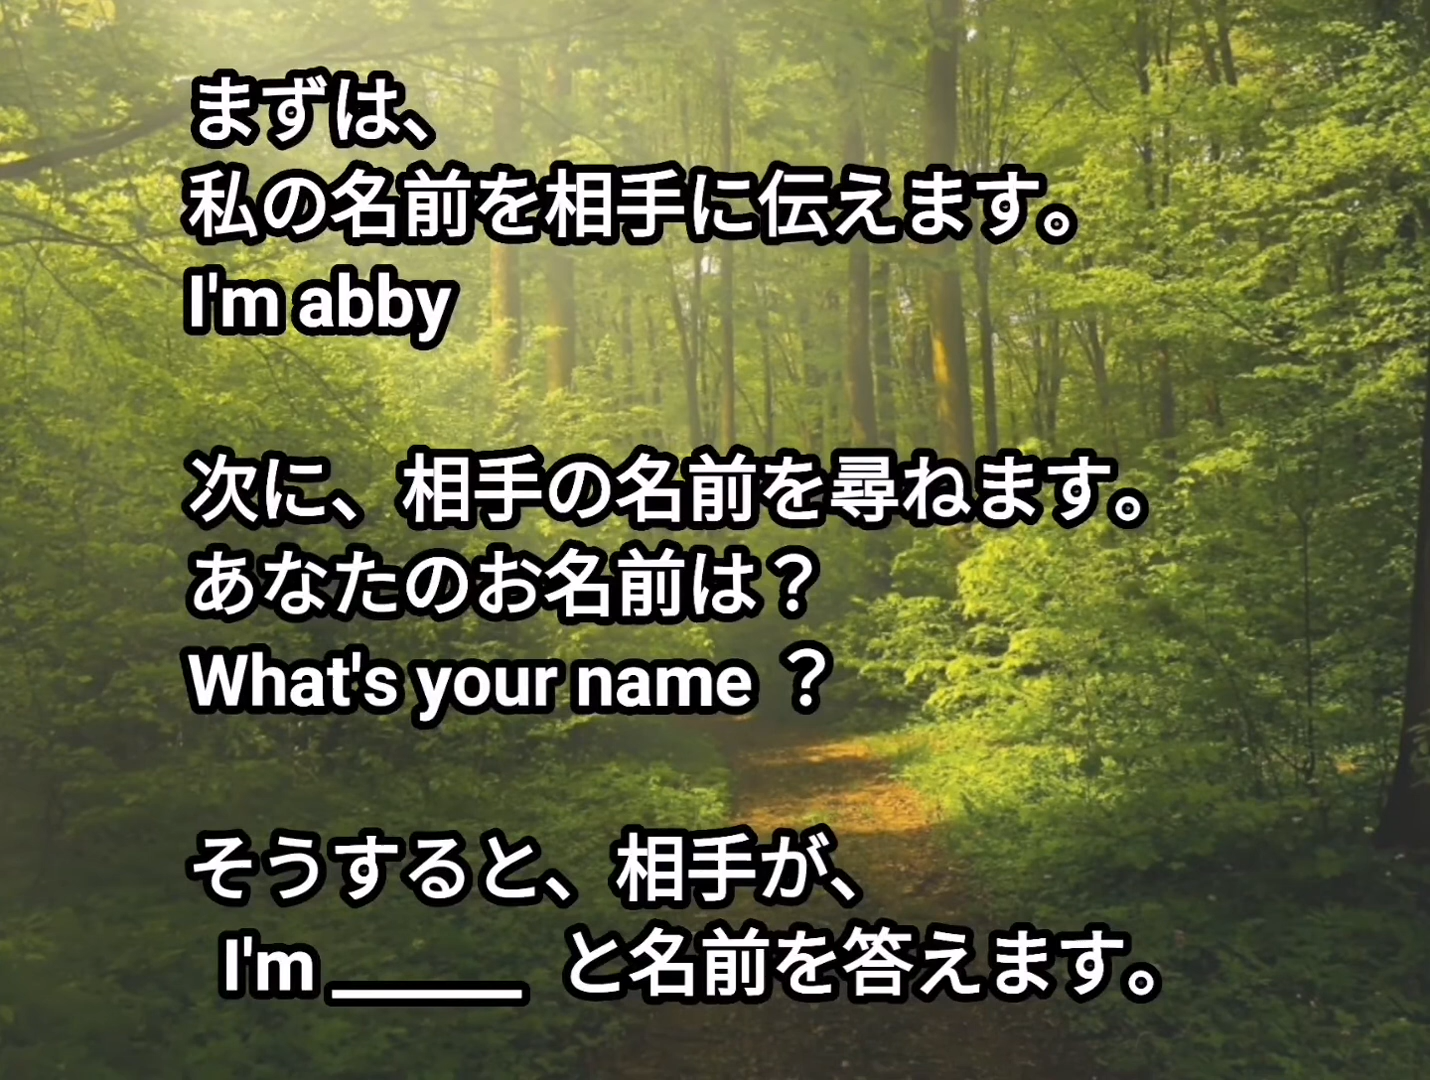 まずは、
私の名前を相手に伝えます。
I'm abby
次に、相手の名前を尋ねます。
あなたのお名前は？
What's your name ？
そうすると、相手が、
I'm _____ と名前を答えます。